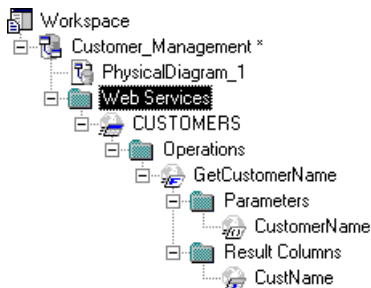 Workspace
Customer_Management *
PhysicalDiagram_1
Web Services
CUSTOMERS
Operations
GetCustomerName
Parameters
CustomerName
Result Columns
CustName